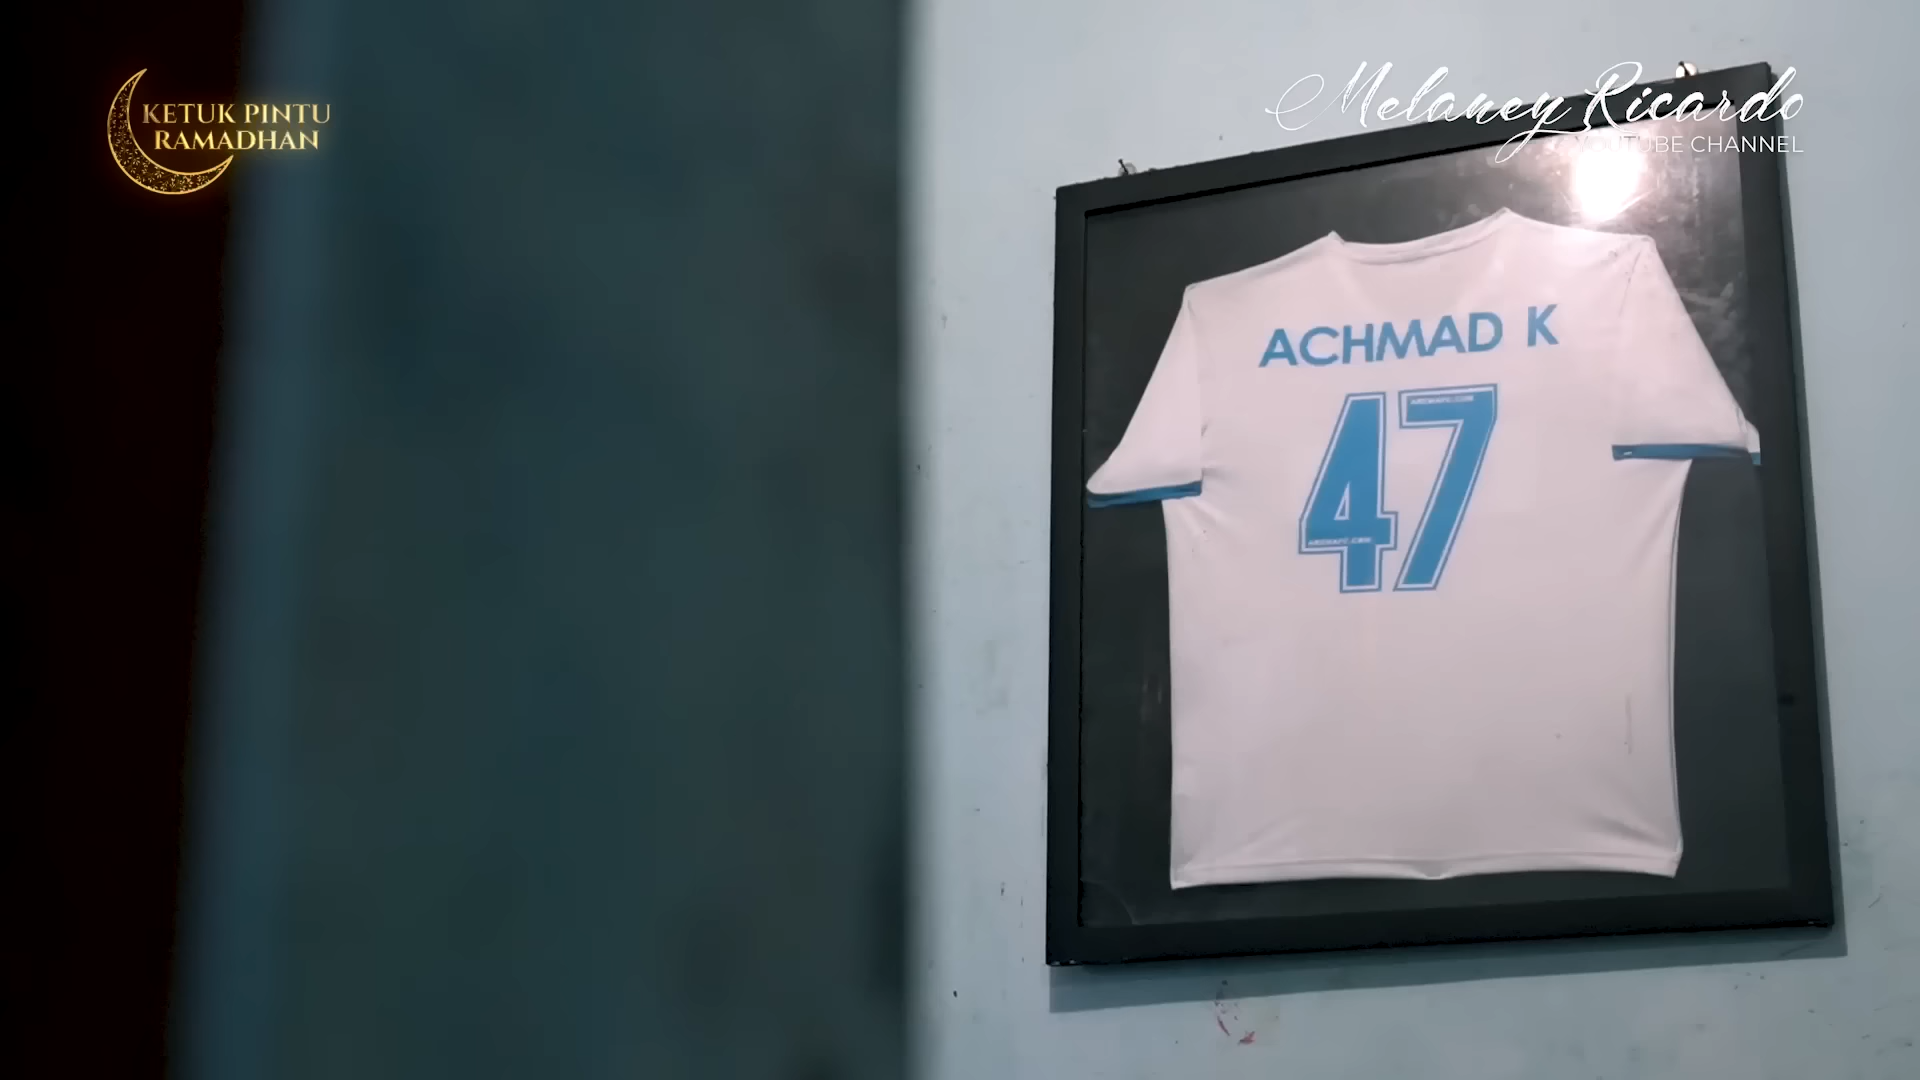 KETUK PINTU
RAMADHAN
Melaney Ricardo
YOUTUBE CHANNEL
ACHMAD K
47